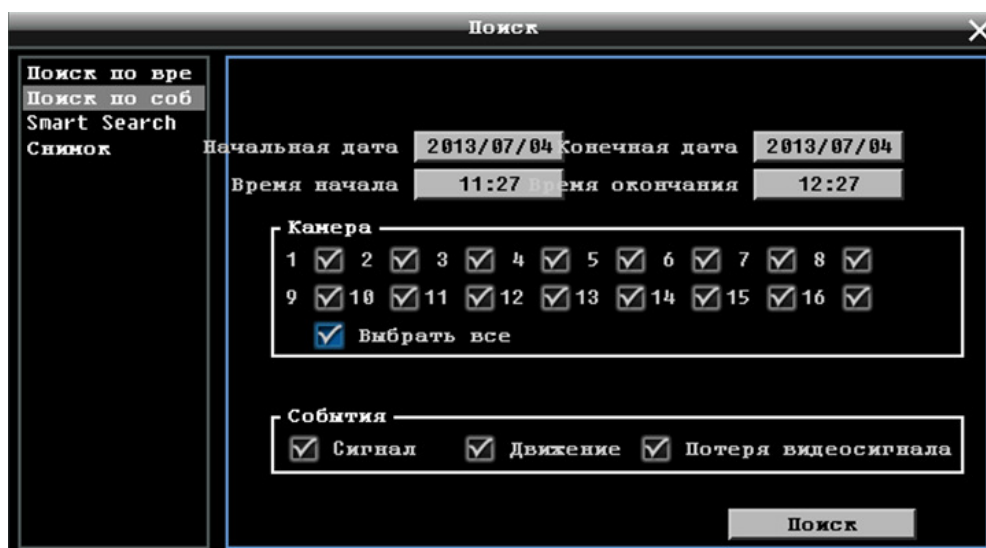 Поиск
Поиск по вре
Поиск по соб
Smart Search
Снимок
Начальная дата 2013/07/04 Конечная дата 2013/07/04
Время начала 11:27 Время окончания 12:27
Камера
1 2 3 4 5 6 7 8
9 10 11 12 13 14 15 16
Выбрать все
События
Сигнал Движение Потеря видеосигнала
Поиск